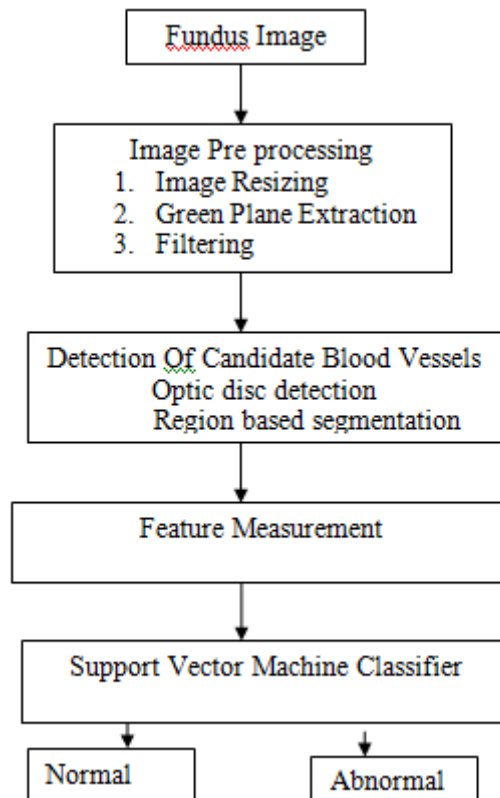 Fundus Image
Image Pre processing
1. Image Resizing
2. Green Plane Extraction
3. Filtering
Detection Of Candidate Blood Vessels
Optic disc detection
Region based segmentation
Feature Measurement
Support Vector Machine Classifier
Normal
Abnormal